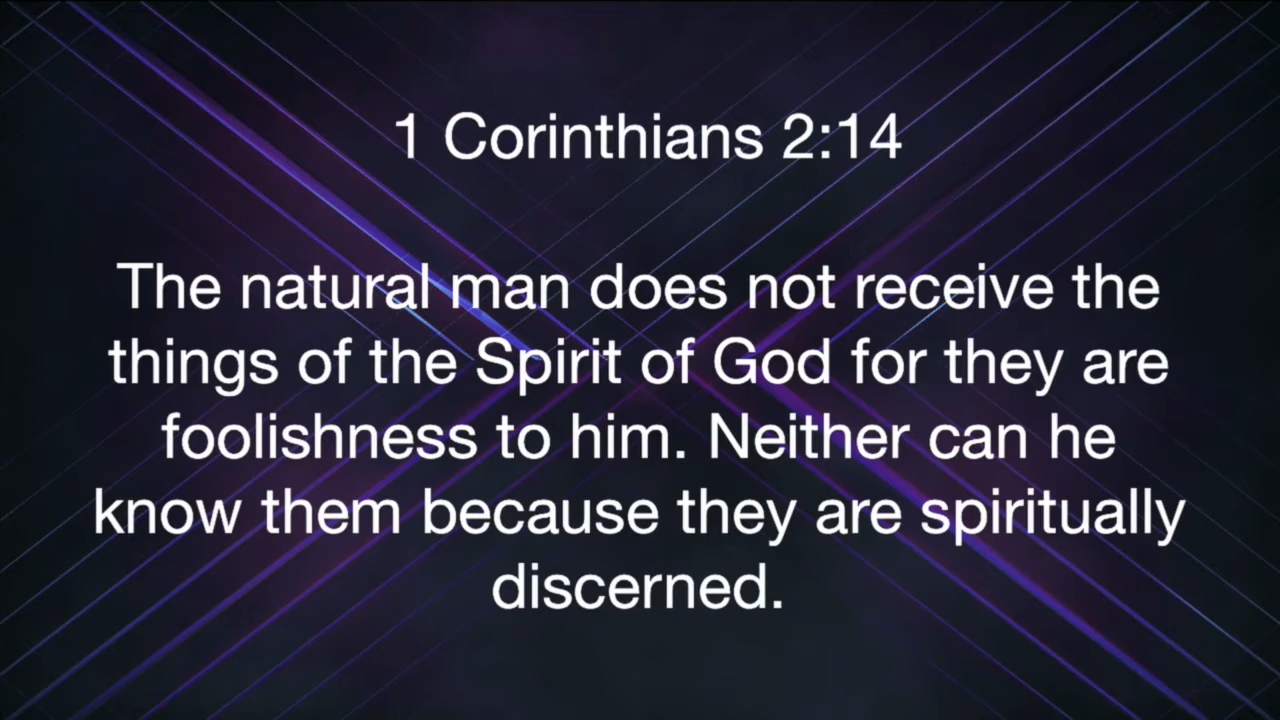 1 Corinthians 2:14
The natural man does not receive the
things of the Spirit of God for they are
foolishness to him. Neither can he
know them because they are spiritually
discerned.